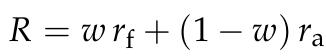 R = w r_f + (1 − w) r_a